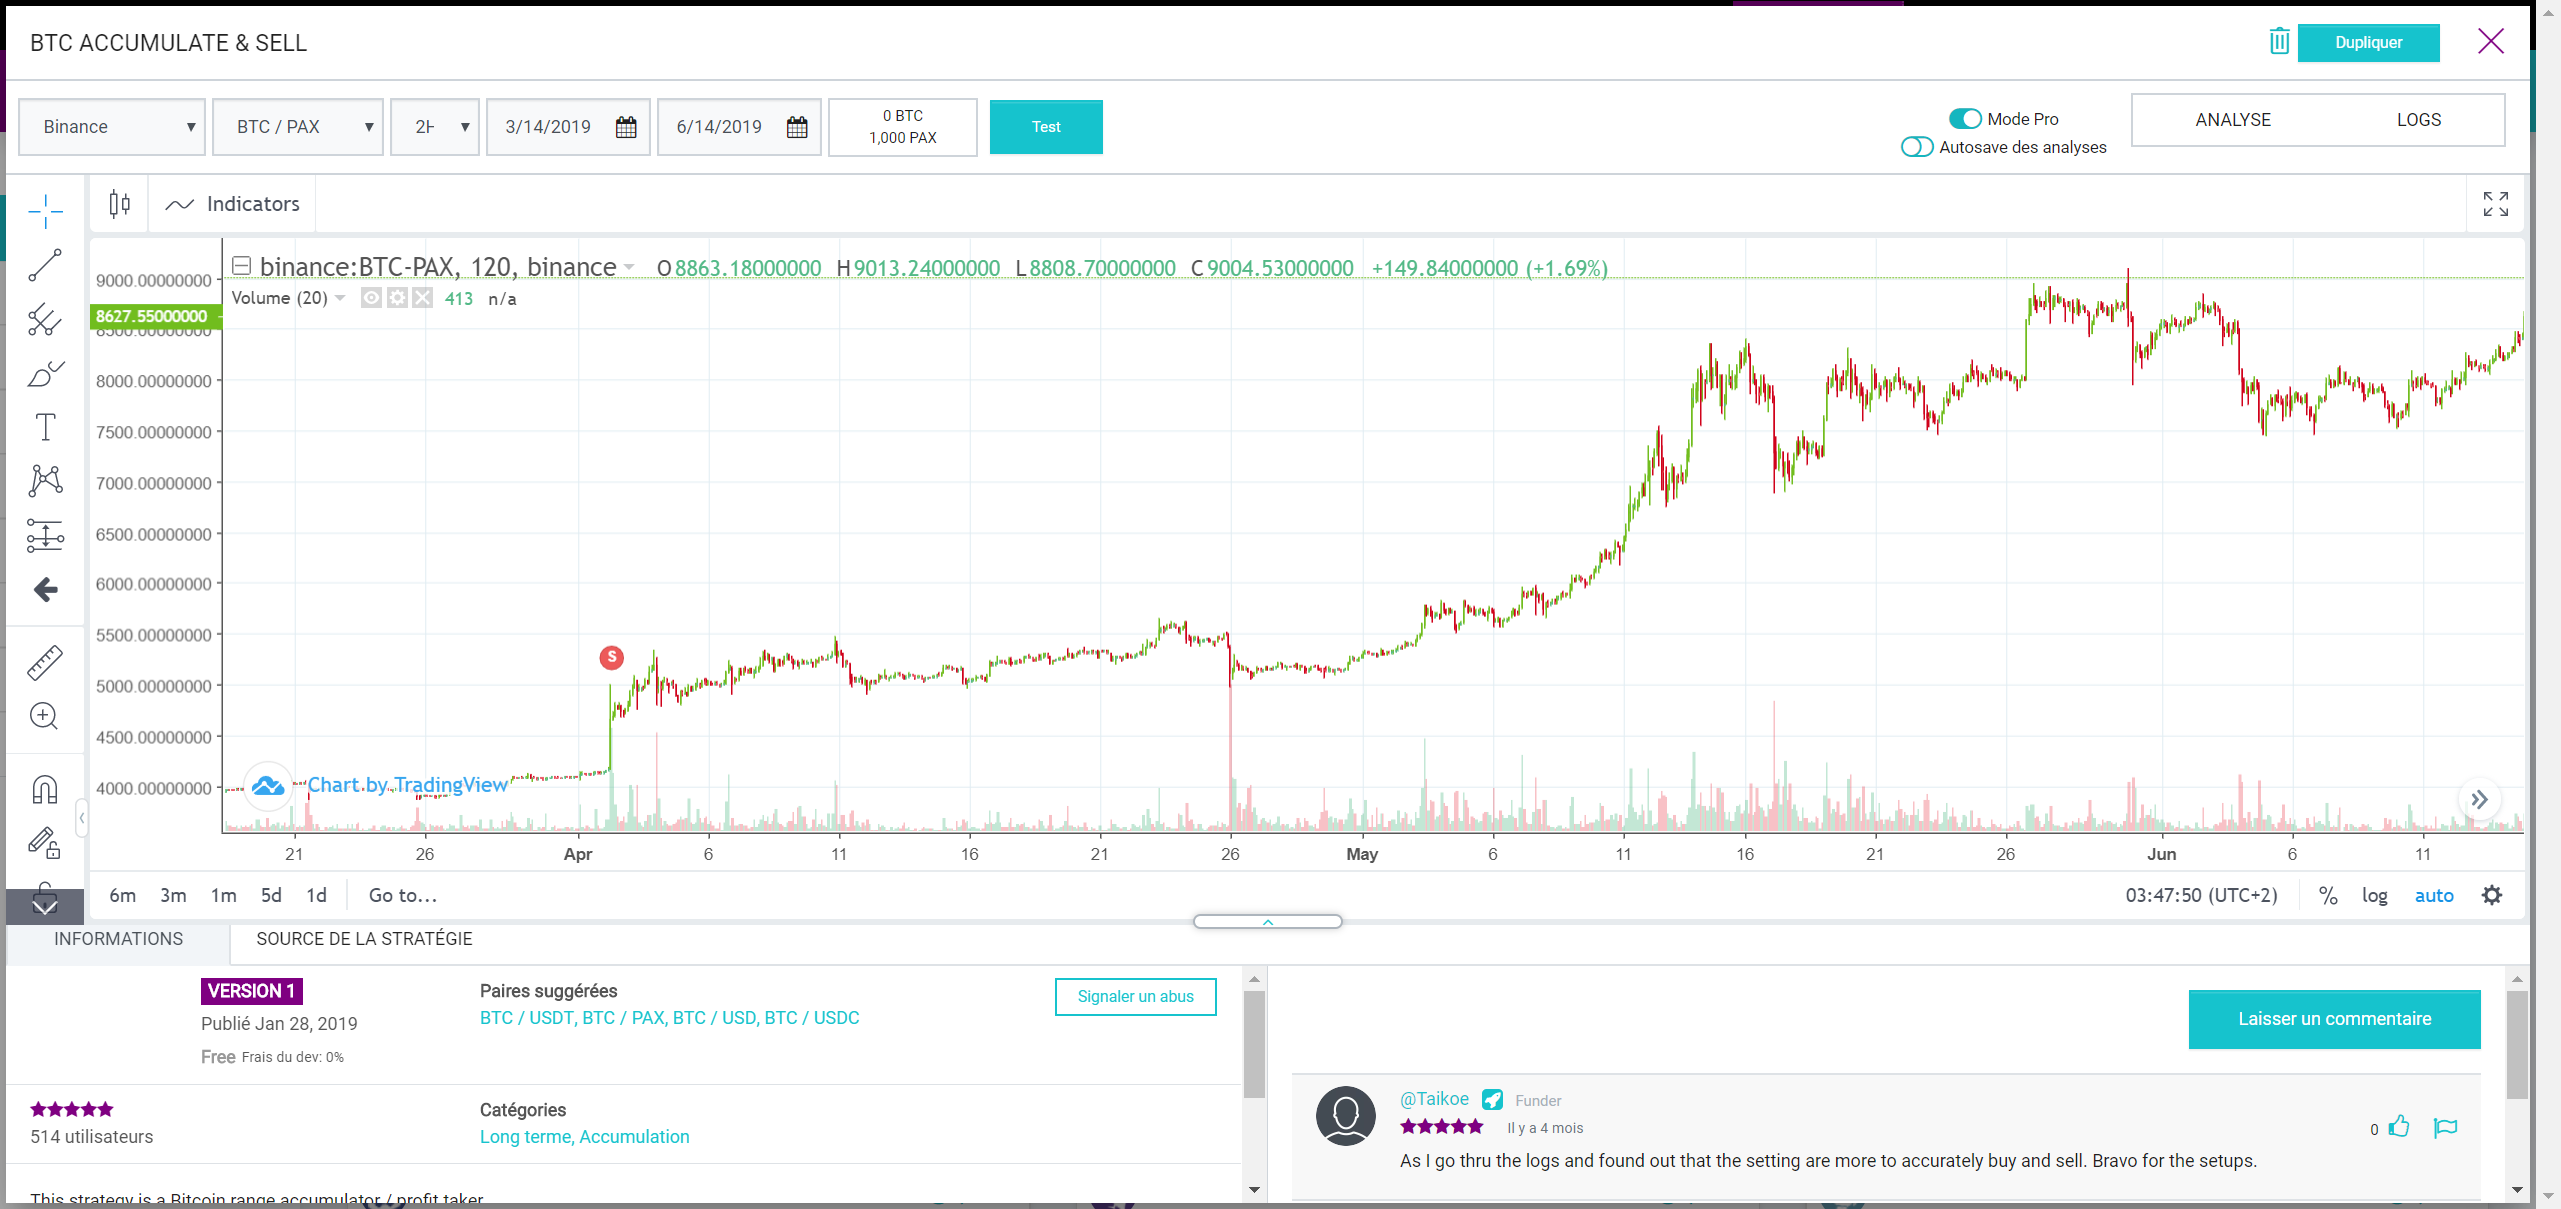 BTC ACCUMULATE & SELL
Dupliquer
Binance
BTC / PAX
3/14/2019
6/14/2019
0 BTC
1,000 PAX
Test
Mode Pro
Autosave des analyses
ANALYSE
LOGS
Indicators
binance:BTC-PAX, 120, binance
O 8863.18000000 H 9013.24000000 L 8808.70000000 C 9004.53000000 +149.84000000 (+1.69%)
Volume (20) 413 n/a
9000.00000000
8627.55000000
8500.00000000
8000.00000000
7500.00000000
7000.00000000
6500.00000000
6000.00000000
5500.00000000
5000.00000000
4500.00000000
4000.00000000
S
Chart by TradingView
21 26 Apr 6 11 16 21 26 May 6 11 16 21 26 Jun 6 11
6m 3m 1m 5d 1d Go to...
03:47:50 (UTC+2) % log auto
INFORMATIONS
SOURCE DE LA STRATÉGIE
VERSION 1
Publié Jan 28, 2019
Free Frais du dev: 0%
Paires suggérées
BTC / USDT, BTC / PAX, BTC / USD, BTC / USDC
Signaler un abus
514 utilisateurs
Catégories
Long terme, Accumulation
This strategy is a Bitcoin range accumulator / profit taker
Laisser un commentaire
@Taikoe Funder
Il y a 4 mois
0
As I go thru the logs and found out that the setting are more to accurately buy and sell. Bravo for the setups.